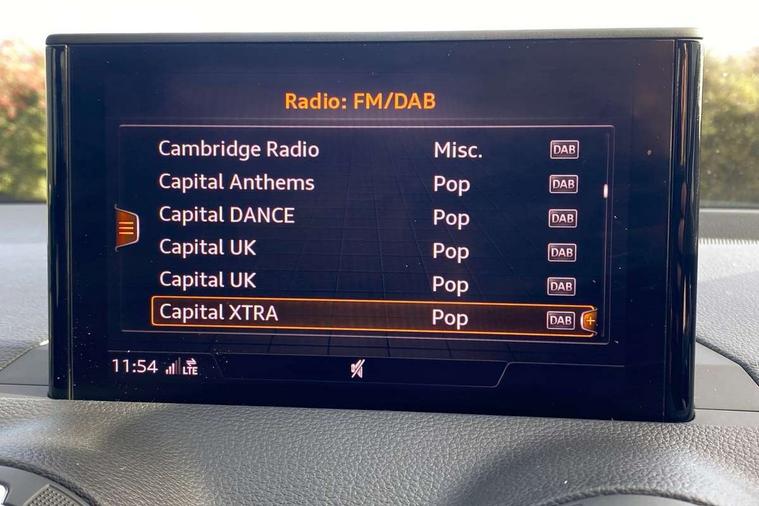 Radio: FM/DAB
Cambridge Radio Misc. DAB
Capital Anthems Pop DAB
Capital DANCE Pop DAB
Capital UK Pop DAB
Capital UK Pop DAB
Capital XTRA Pop DAB +
11:54 LTE